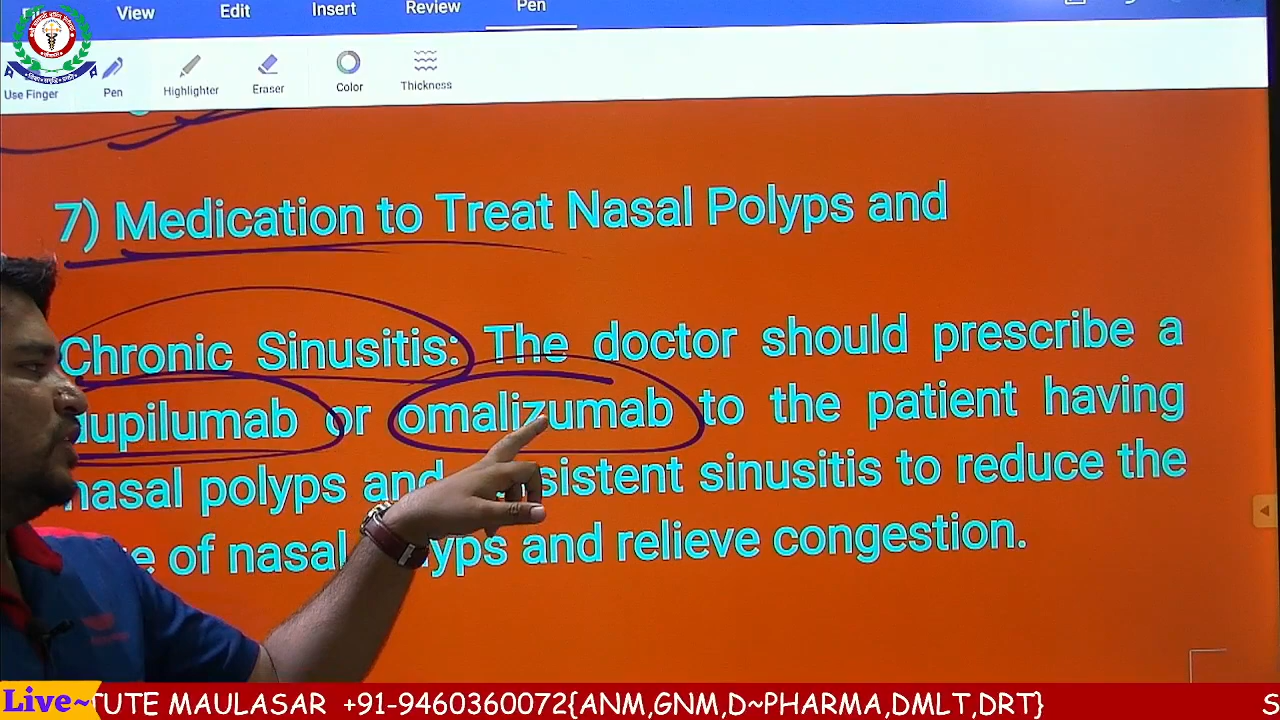 View Edit Insert Review Pen
Use Finger Pen Highlighter Eraser Color Thickness
7) Medication to Treat Nasal Polyps and
Chronic Sinusitis: The doctor should prescribe a
dupilumab or omalizumab to the patient having
nasal polyps and sistent sinusitis to reduce the
e of nasal lyps and relieve congestion.
Live~ TUTE MAULASAR +91-9460360072{ANM,GNM,D~PHARMA,DMLT,DRT} S